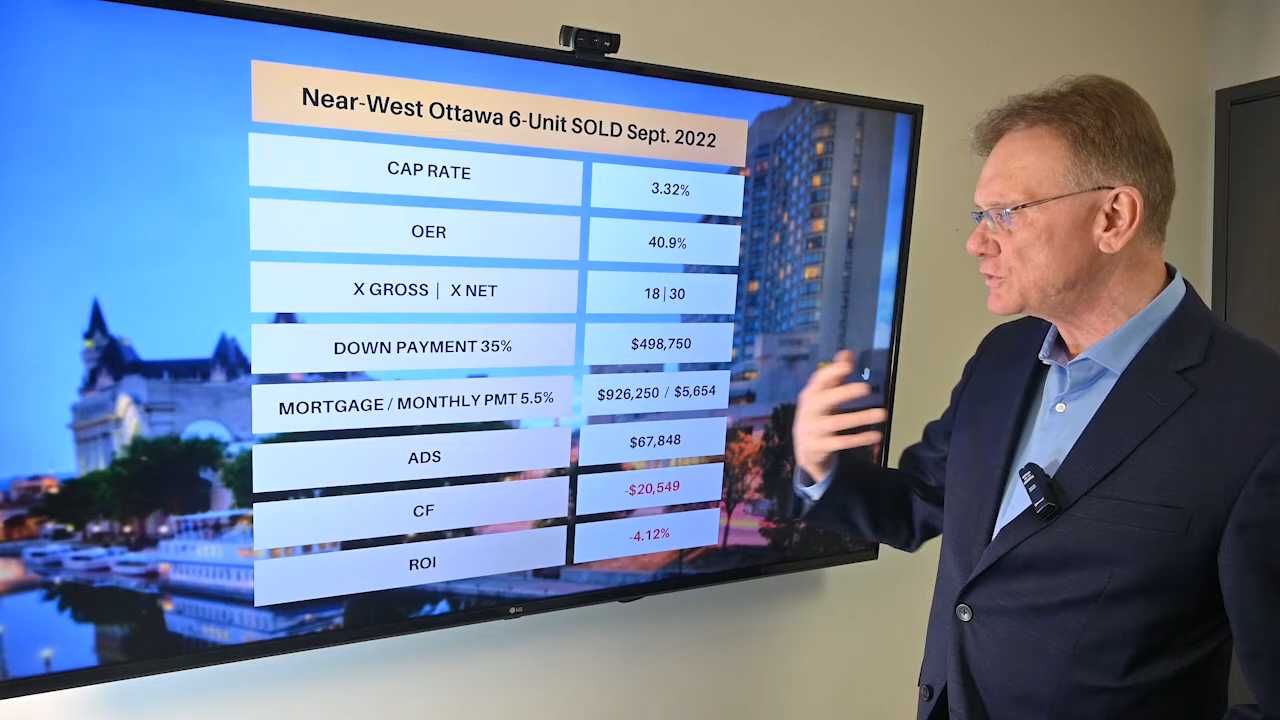 Near-West Ottawa 6-Unit SOLD Sept. 2022
CAP RATE 3.32%
OER 40.9%
X GROSS | X NET 18|30
DOWN PAYMENT 35% $498,750
MORTGAGE / MONTHLY PMT 5.5% $926,250 / $5,654
ADS $67,848
CF -$20,549
ROI -4.12%
LG